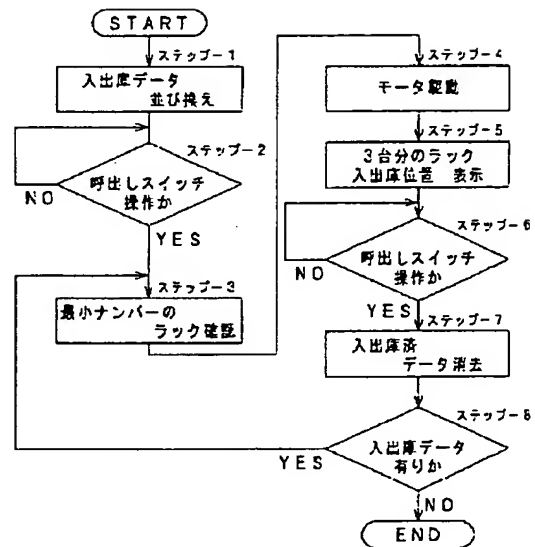 START
ステップ-1
入出庫データ
並び換え
ステップ-2
呼出しスイッチ
操作か
NO
YES
ステップ-3
最小ナンバーの
ラック確証
ステップ-4
モータ駆動
ステップ-5
3台分のラック
入出庫位置 表示
ステップ-6
呼出しスイッチ
操作か
NO
YES
ステップ-7
入出庫済
データ消去
ステップ-8
入出庫データ
有りか
YES
NO
END